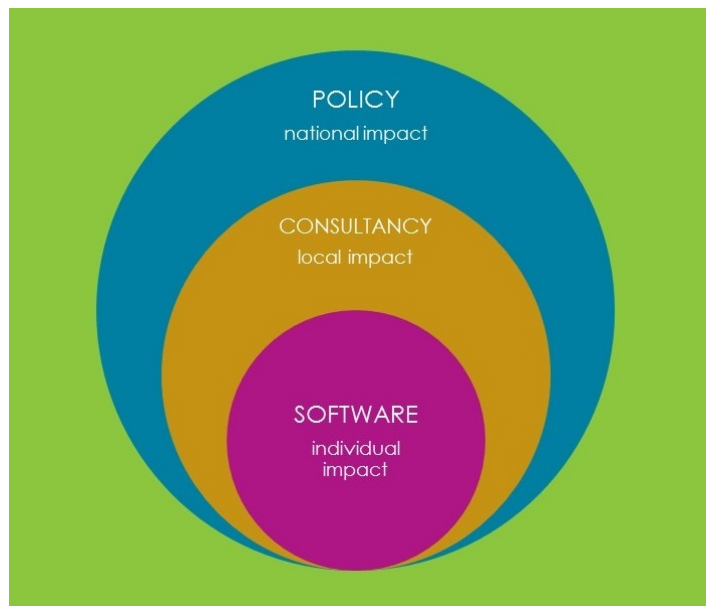 POLICY
national impact
CONSULTANCY
local impact
SOFTWARE
individual
impact